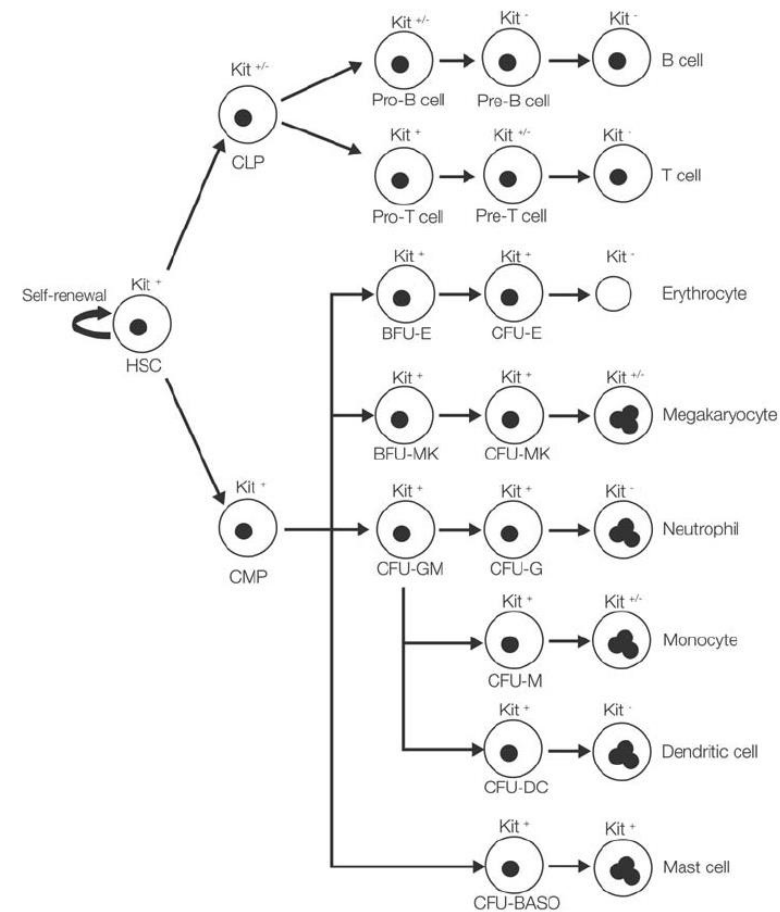 Kit +/-
Kit -
Kit -
B cell
Pro-B cell
Pre-B cell
Kit +/-
CLP
Kit +
Kit +/-
Kit -
T cell
Pro-T cell
Pre-T cell
Kit +
Self-renewal
HSC
Kit +
Kit +
Kit -
Erythrocyte
BFU-E
CFU-E
Kit +
Kit +
Kit +/-
Megakaryocyte
BFU-MK
CFU-MK
Kit +
CMP
Kit +
Kit +
Kit -
Neutrophil
CFU-GM
CFU-G
Kit +
Kit +/-
Monocyte
CFU-M
Kit +
Kit -
Dendritic cell
CFU-DC
Kit +
Kit +
Mast cell
CFU-BASO